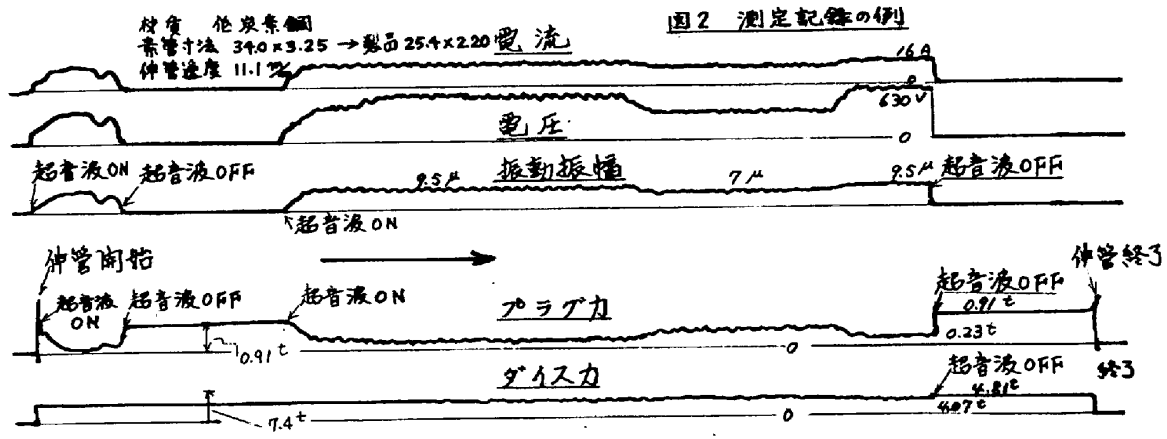 図2 測定記録の例
材質 低炭素鋼
素管寸法 34.0×3.25 → 製品 25.4×2.20
伸管速度 11.1 m/
電流
16A
0
630V
電圧
0
超音波ON
超音波OFF
振動振幅
9.5μ
7μ
9.5μ
超音波OFF
超音波ON
伸管開始
伸管終了
超音波ON
超音波OFF
超音波ON
プラグ力
超音波OFF
0.91t
0.23t
0.91t
0
ダイス力
超音波OFF
終了
4.81t
4.07t
7.4t
0